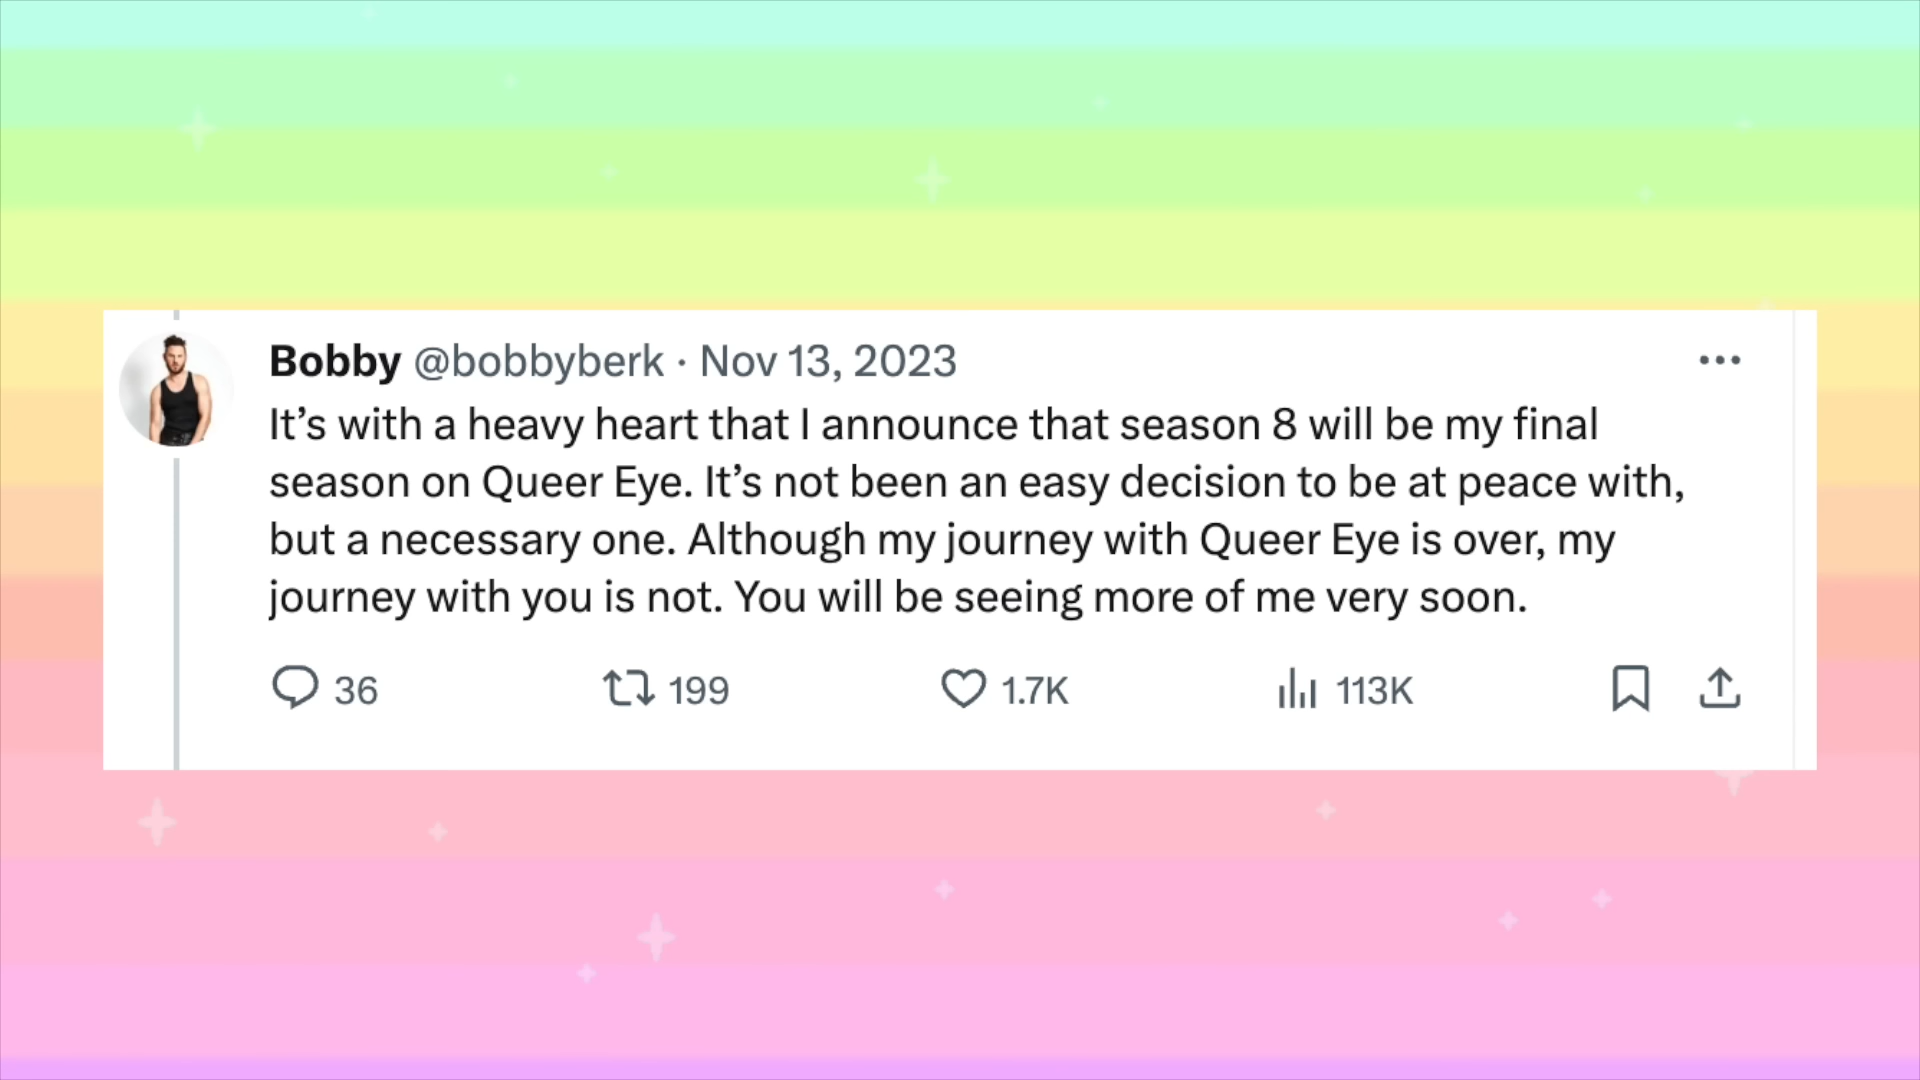 Bobby @bobbyberk · Nov 13, 2023
It’s with a heavy heart that I announce that season 8 will be my final
season on Queer Eye. It’s not been an easy decision to be at peace with,
but a necessary one. Although my journey with Queer Eye is over, my
journey with you is not. You will be seeing more of me very soon.
36 199 1.7K 113K